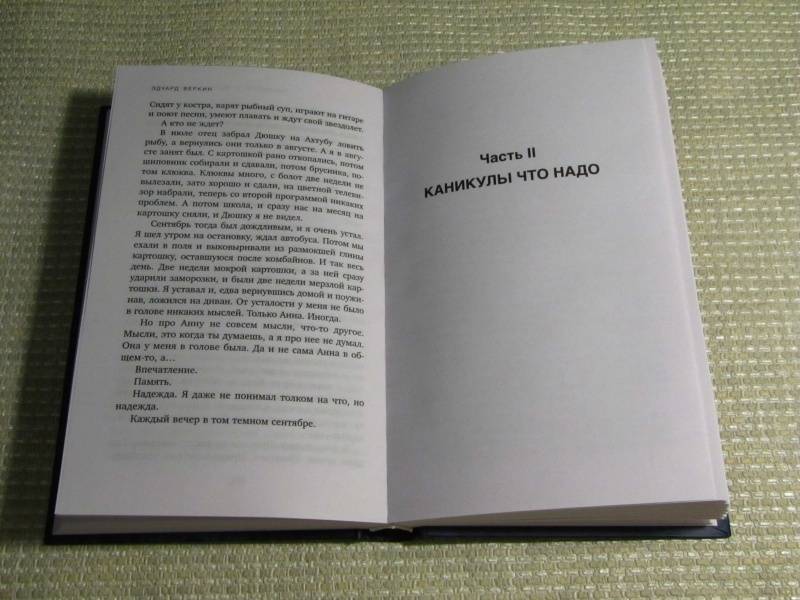 ЭДУАРД ВЕРКИН
Сидят у костра, варят рыбный суп, играют на гитаре
и поют песни, умеют плавать и ждут свой звездолет.
А кто не ждет?
В июле отец забрал Дюшку на Ахтубу ловить
рыбу, а вернулись они только в августе. А я в авгу-
сте занят был. С картошкой рано откопались, потом
шиповник собирали и сдавали, потом брусника, по-
том клюква. Клюквы много, с болот две недели не
вылезали, зато хорошо и сдали, на цветной телеви-
зор набрали, теперь со второй программой никаких
проблем. А потом школа, и сразу нас на месяц на
картошку сняли, и Дюшку я не видел.
Сентябрь тогда был дождливым, и я очень устал.
Я шел утром на остановку, ждал автобуса. Потом мы
ехали в поля и выковыривали из размокшей глины
картошку, оставшуюся после комбайнов. И так весь
день. Две недели мокрой картошки, а за ней сразу
ударили заморозки, и были две недели мерзлой кар-
тошки. Я уставал и, едва вернувшись домой и поужи-
нав, ложился на диван. От усталости у меня не было
в голове никаких мыслей. Только Анна. Иногда.
Но про Анну не совсем мысли, что-то другое.
Мысли, это когда ты думаешь, а я про нее не думал.
Она у меня в голове была. Да и не сама Анна в об-
щем-то, а…
Впечатление.
Память.
Надежда. Я даже не понимал толком на что, но
надежда.
Каждый вечер в том темном сентябре.
Часть II
КАНИКУЛЫ ЧТО НАДО